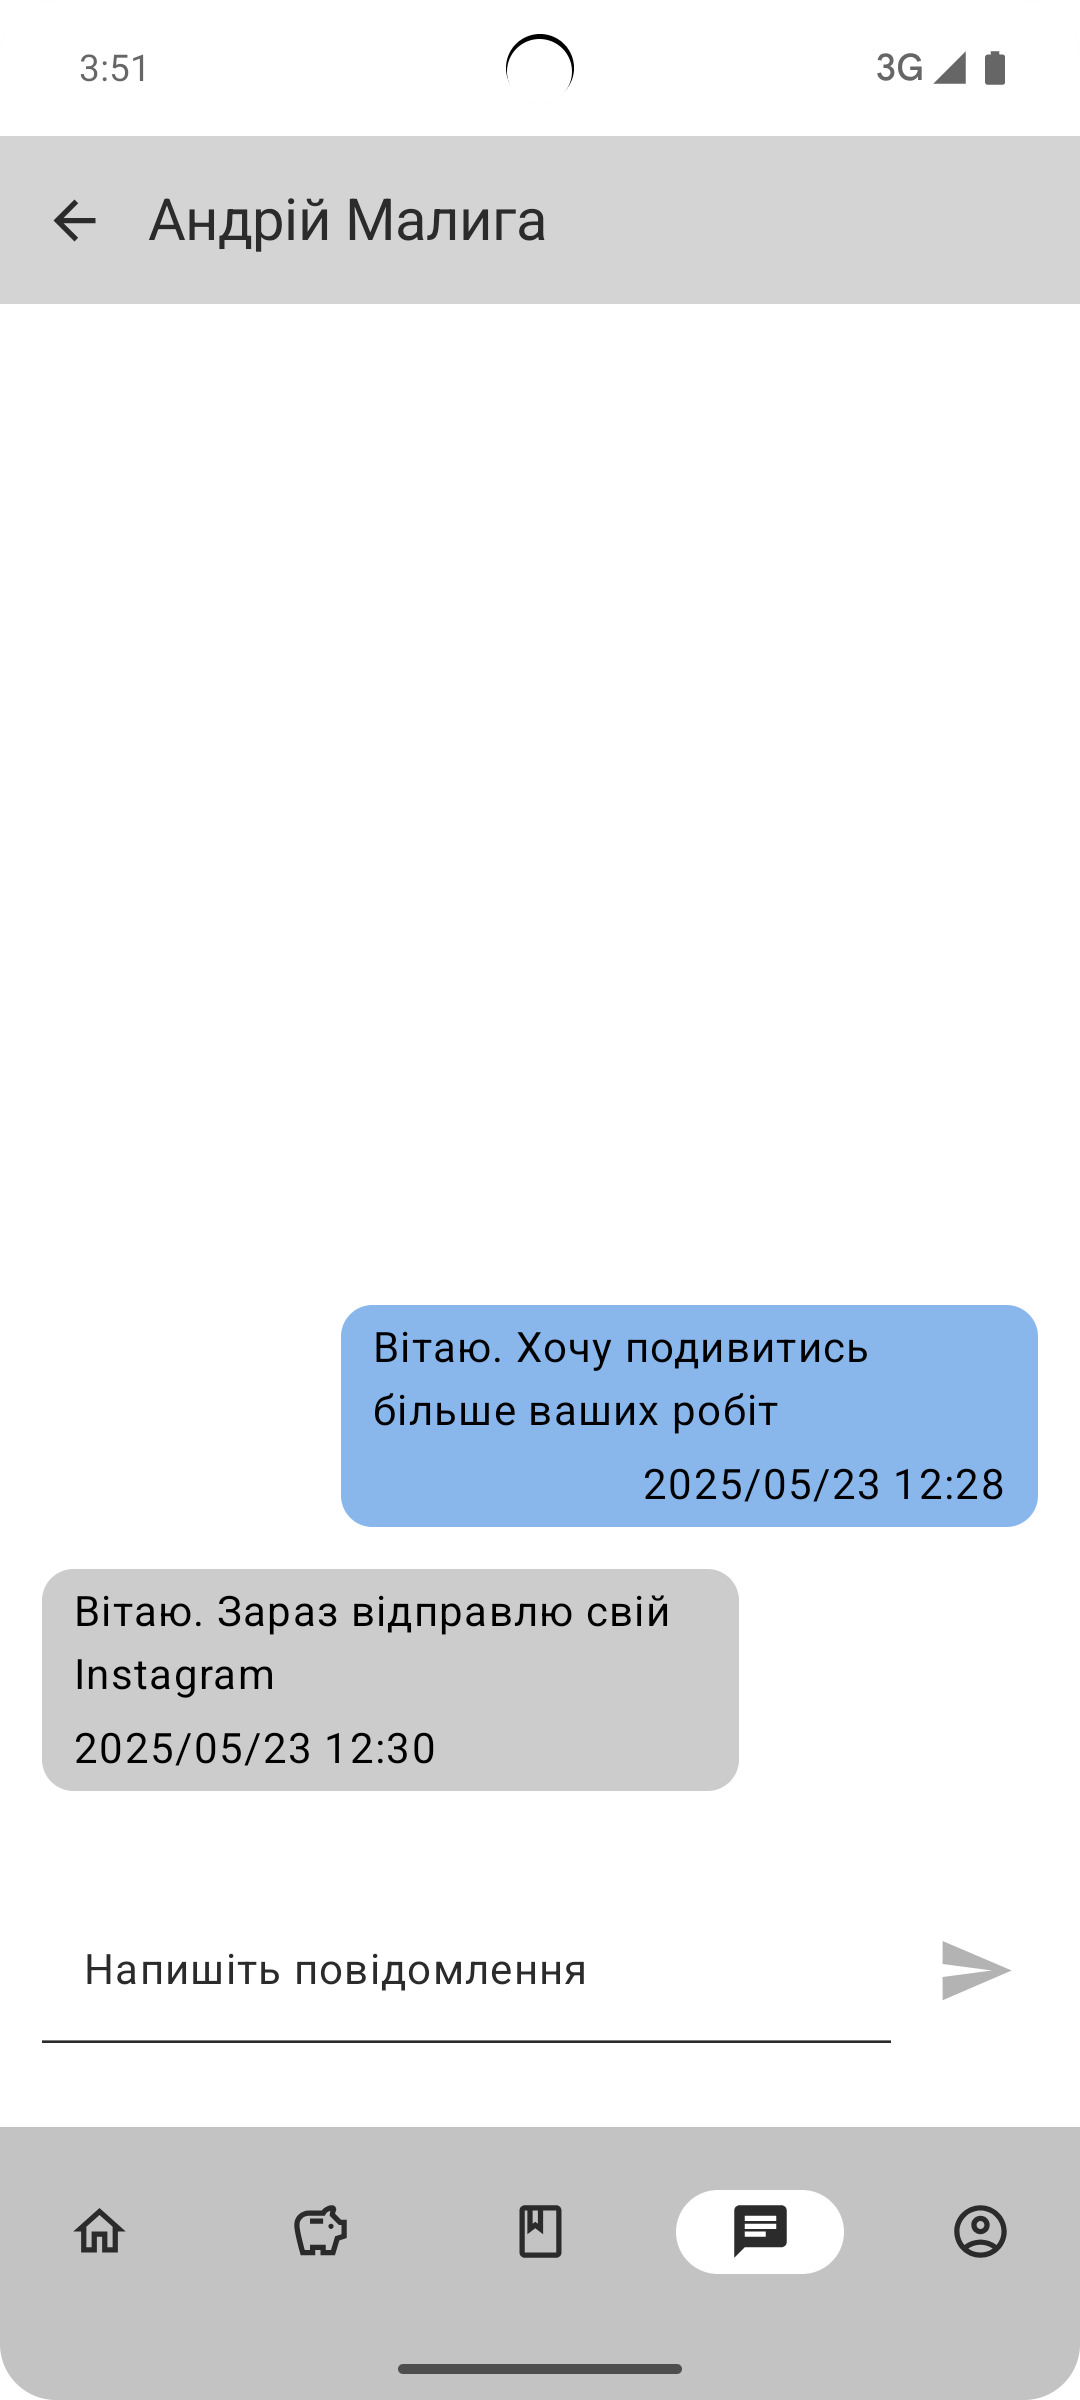 3:51
3G
Андрій Малига
Вітаю. Хочу подивитись
більше ваших робіт
2025/05/23 12:28
Вітаю. Зараз відправлю свій
Instagram
2025/05/23 12:30
Напишіть повідомлення